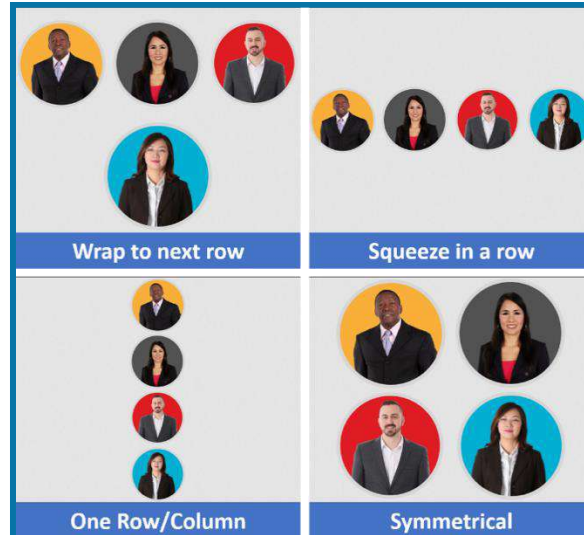 Wrap to next row
Squeeze in a row
One Row/Column
Symmetrical